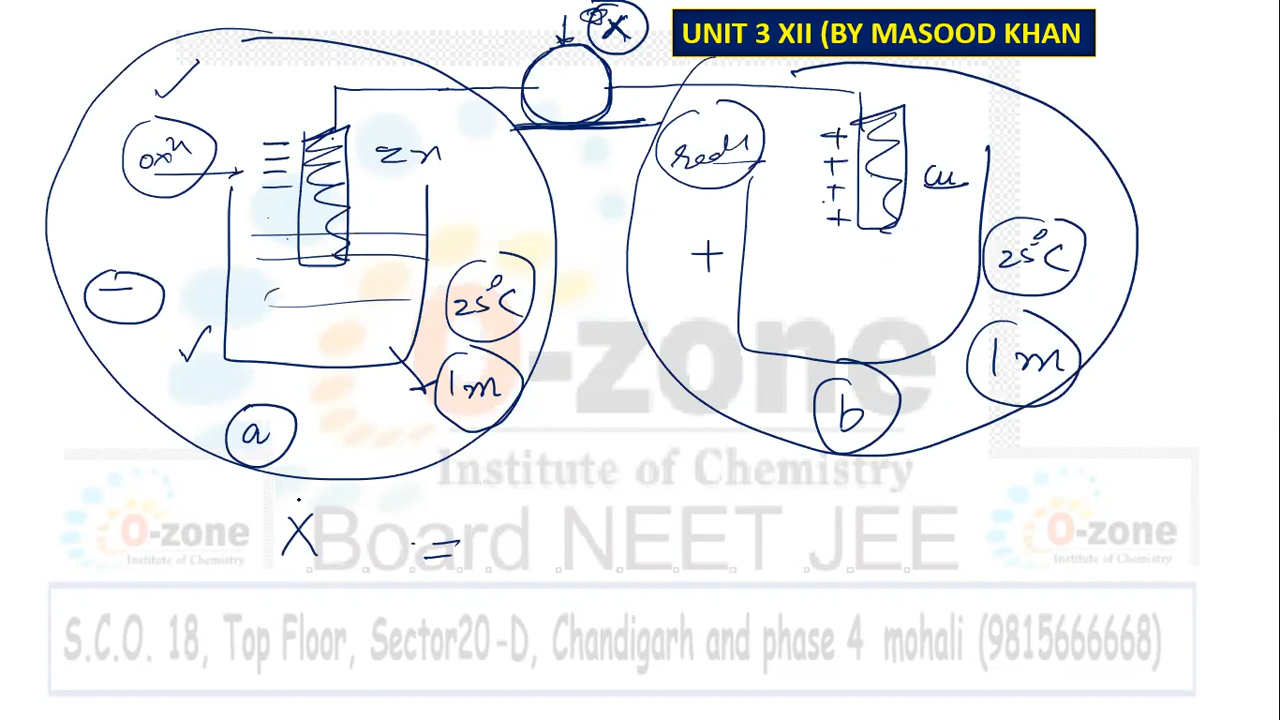 UNIT 3 XII (BY MASOOD KHAN
X
oxn
Zn
redn
Cu
+
+
+
+
25°C
1m
a
+
25°C
1m
b
O-zone
Institute of Chemistry
Board NEET JEE
O-zone
Institute of Chemistry
O-zone
Institute of Chemistry
X =
S.C.O. 18, Top Floor, Sector20-D, Chandigarh and phase 4 mohali (9815666668)